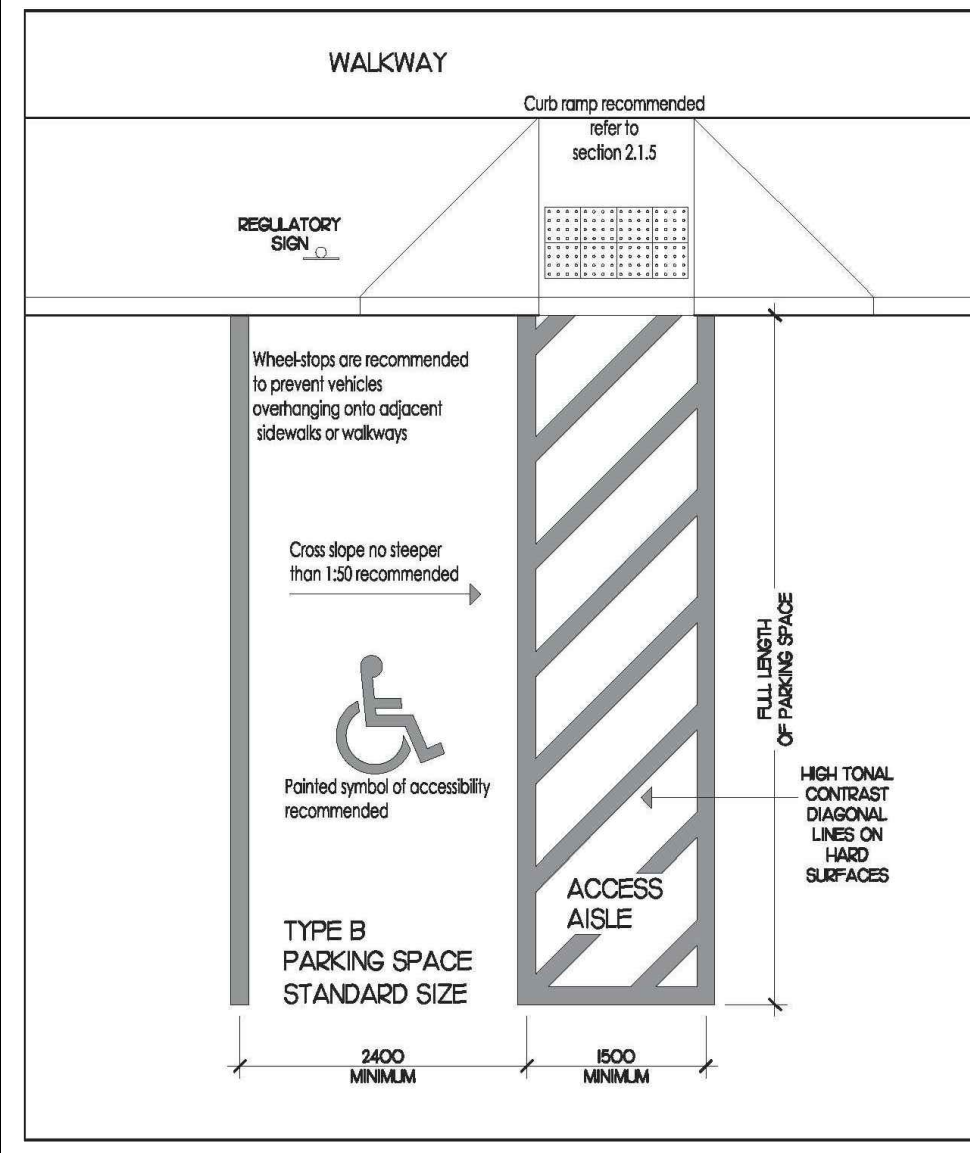 WALKWAY
Curb ramp recommended
refer to
section 2.1.5
REGULATORY
SIGN
Wheel-stops are recommended
to prevent vehicles
overhanging onto adjacent
sidewalks or walkways
Cross slope no steeper
than 1:50 recommended
FULL LENGTH
OF PARKING SPACE
Painted symbol of accessibility
recommended
HIGH TONAL
CONTRAST
DIAGONAL
LINES ON
HARD
SURFACES
ACCESS
AISLE
TYPE B
PARKING SPACE
STANDARD SIZE
2400
MINIMUM
1500
MINIMUM